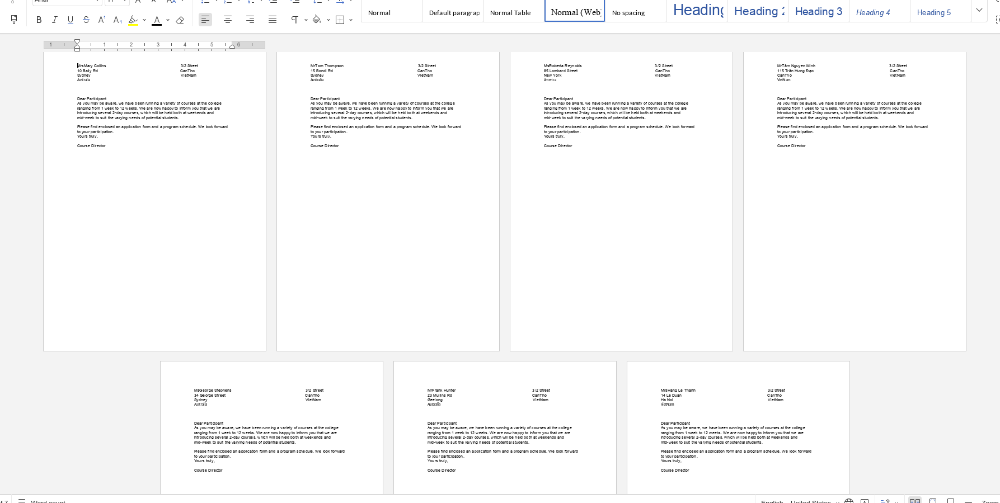 Normal
Default paragrap
Normal Table
Normal (Web)
No spacing
Heading
Heading 2
Heading 3
Heading 4
Heading 5
1 1 2 3 4 5 6
MrsMary Collins 3/2 Street
10 Baily Rd CanTho
Sydney VietNam
Australia
Dear Participant
As you may be aware, we have been running a variety of courses at the college
ranging from 1 week to 12 weeks. We are now happy to inform you that we are
introducing several 2-day courses, which will be held both at weekends and
mid-week to suit the varying needs of potential students.
Please find enclosed an application form and a program schedule. We look forward
to your participation.
Yours truly,
Course Director
MrTom Thompson 3/2 Street
15 Bondi Rd CanTho
Sydney VietNam
Australia
Dear Participant
As you may be aware, we have been running a variety of courses at the college
ranging from 1 week to 12 weeks. We are now happy to inform you that we are
introducing several 2-day courses, which will be held both at weekends and
mid-week to suit the varying needs of potential students.
Please find enclosed an application form and a program schedule. We look forward
to your participation.
Yours truly,
Course Director
MsRoberta Reynolds 3/2 Street
85 Lombard Street CanTho
New York VietNam
America
Dear Participant
As you may be aware, we have been running a variety of courses at the college
ranging from 1 week to 12 weeks. We are now happy to inform you that we are
introducing several 2-day courses, which will be held both at weekends and
mid-week to suit the varying needs of potential students.
Please find enclosed an application form and a program schedule. We look forward
to your participation.
Yours truly,
Course Director
MrTâm Nguyen Minh 3/2 Street
115 Trần Hưng Đạo CanTho
CanTho VietNam
VietNam
Dear Participant
As you may be aware, we have been running a variety of courses at the college
ranging from 1 week to 12 weeks. We are now happy to inform you that we are
introducing several 2-day courses, which will be held both at weekends and
mid-week to suit the varying needs of potential students.
Please find enclosed an application form and a program schedule. We look forward
to your participation.
Yours truly,
Course Director
MsGeorge Stephens 3/2 Street
34 George Street CanTho
Sydney VietNam
Australia
Dear Participant
As you may be aware, we have been running a variety of courses at the college
ranging from 1 week to 12 weeks. We are now happy to inform you that we are
introducing several 2-day courses, which will be held both at weekends and
mid-week to suit the varying needs of potential students.
Please find enclosed an application form and a program schedule. We look forward
to your participation.
Yours truly,
Course Director
MrFrank Hunter 3/2 Street
23 Mullins Rd CanTho
Geelong VietNam
Australia
Dear Participant
As you may be aware, we have been running a variety of courses at the college
ranging from 1 week to 12 weeks. We are now happy to inform you that we are
introducing several 2-day courses, which will be held both at weekends and
mid-week to suit the varying needs of potential students.
Please find enclosed an application form and a program schedule. We look forward
to your participation.
Yours truly,
Course Director
MrsHang Le Thanh 3/2 Street
14 Le Duan CanTho
Ha Noi VietNam
VietNam
Dear Participant
As you may be aware, we have been running a variety of courses at the college
ranging from 1 week to 12 weeks. We are now happy to inform you that we are
introducing several 2-day courses, which will be held both at weekends and
mid-week to suit the varying needs of potential students.
Please find enclosed an application form and a program schedule. We look forward
to your participation.
Yours truly,
Course Director
Word count
English – United States
Zoom